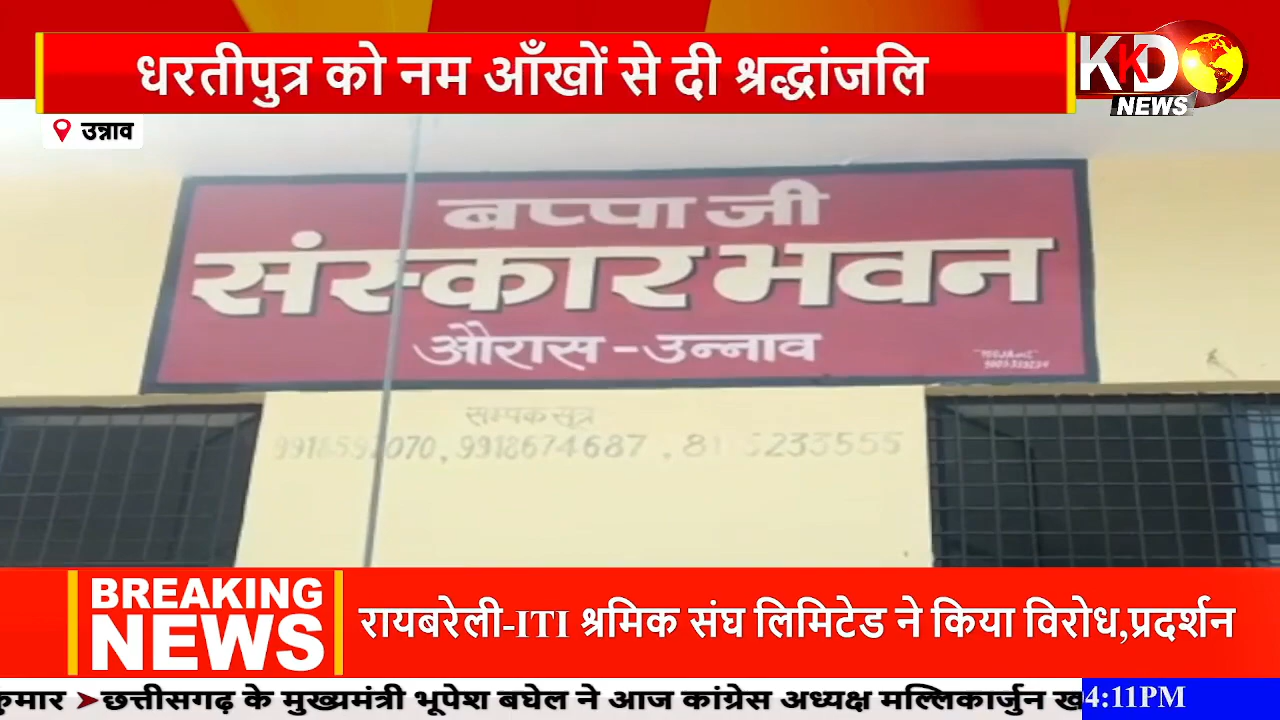 धरतीपुत्र को नम आँखों से दी श्रद्धांजलि
KKD
NEWS
उन्नाव
बप्पा जी
संस्कार भवन
औरास - उन्नाव
सम्पर्क सूत्र
9918674687
BREAKING
NEWS
रायबरेली-ITI श्रमिक संघ लिमिटेड ने किया विरोध,प्रदर्शन
➤छत्तीसगढ़ के मुख्यमंत्री भूपेश बघेल ने आज कांग्रेस अध्यक्ष मल्लिकार्जुन
4:11PM